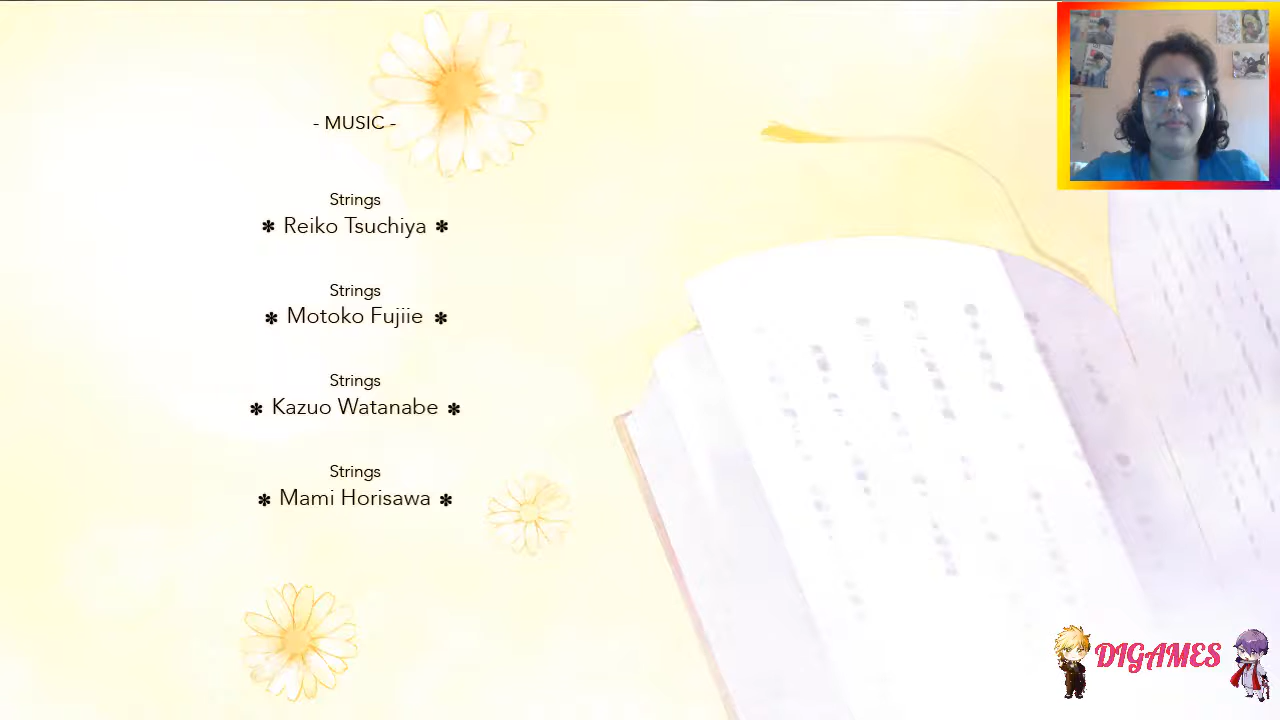 - MUSIC -
Strings
✻ Reiko Tsuchiya ✻
Strings
✻ Motoko Fujiie ✻
Strings
✻ Kazuo Watanabe ✻
Strings
✻ Mami Horisawa ✻
DIGAMES